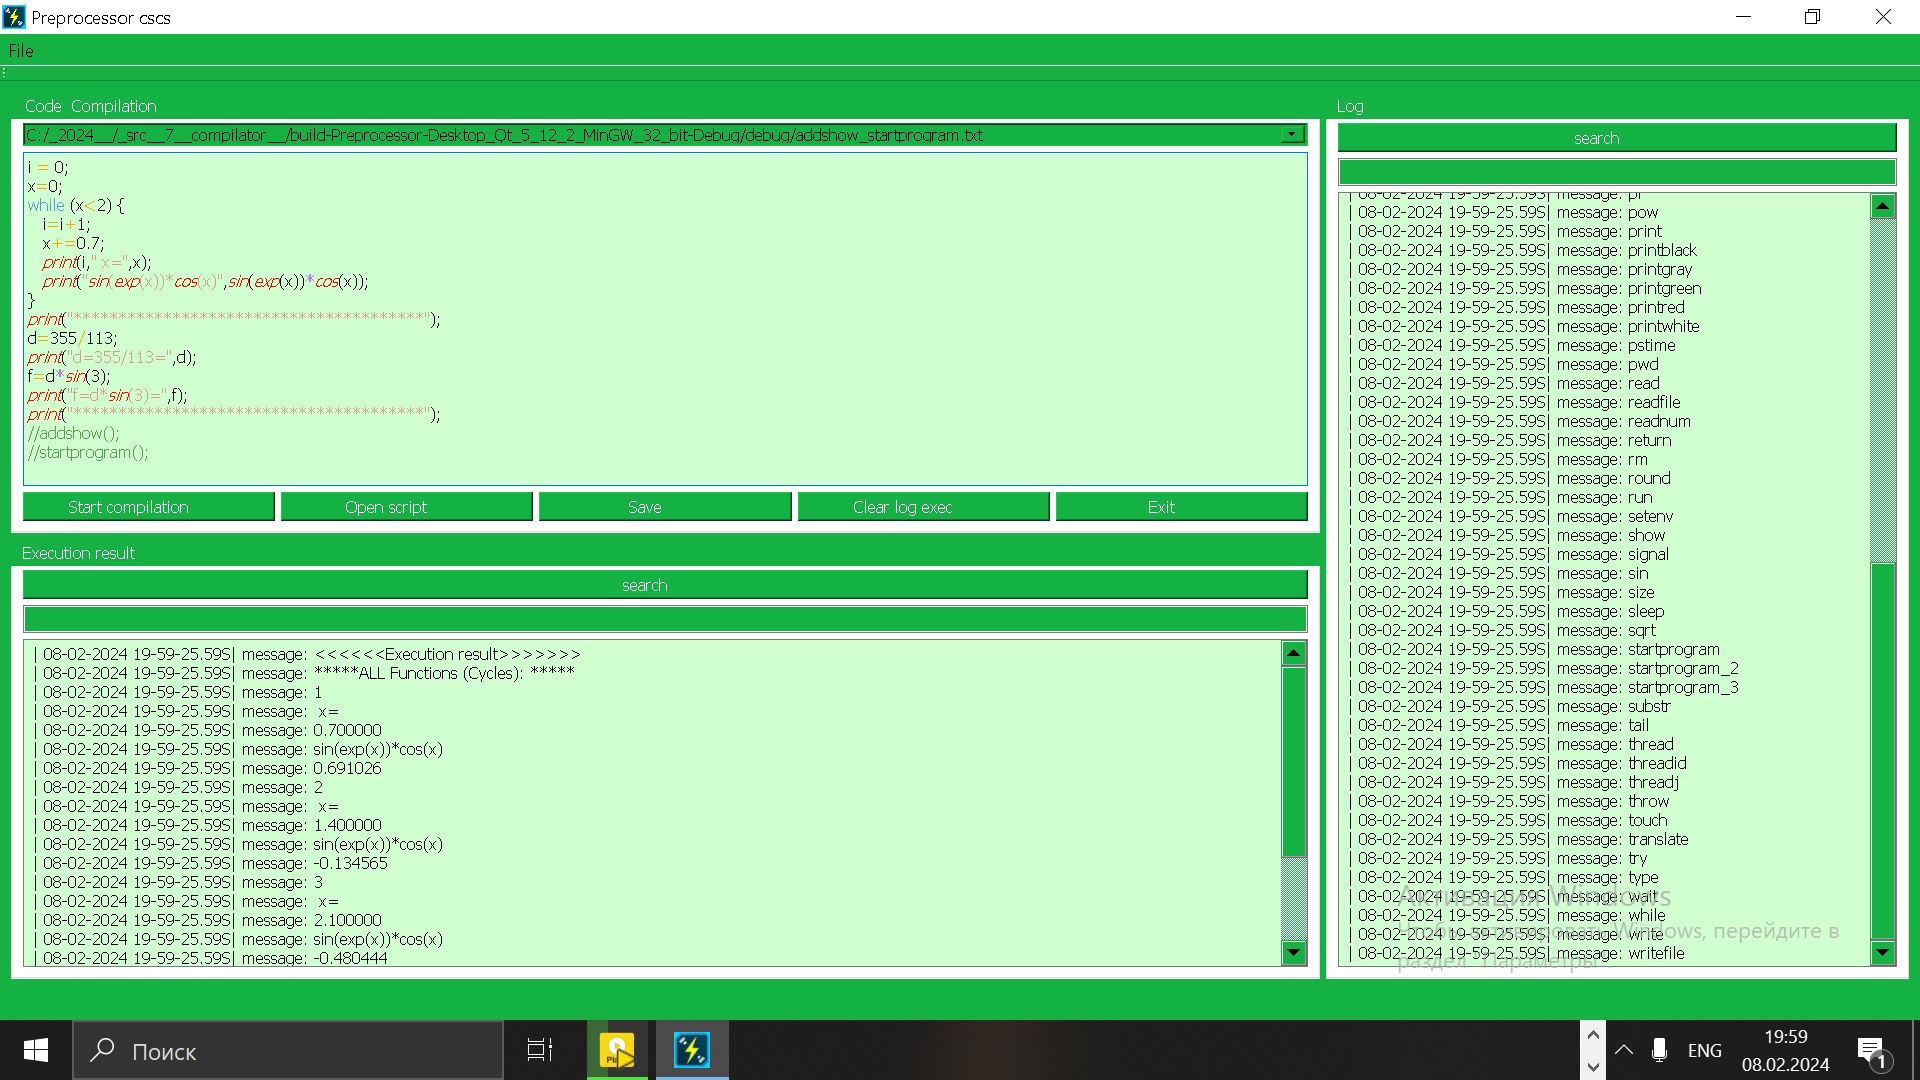 Preprocessor cscs
File
Code Compilation
C:/_2024__/_src__7__compilator__/build-Preprocessor-Desktop_Qt_5_12_2_MinGW_32_bit-Debug/debug/addshow_startprogram.txt
i = 0;
x=0;
while (x<2) {
i=i+1;
x+=0.7;
print(i," x=",x);
print("sin(exp(x))*cos(x)",sin(exp(x))*cos(x));
}
print("***************************************");
d=355/113;
print("d=355/113=",d);
f=d*sin(3);
print("f=d*sin(3)=",f);
print("***************************************");
//addshow();
//startprogram();
Start compilation
Open script
Save
Clear log exec
Exit
Execution result
search
| 08-02-2024 19-59-25.59S| message: <<<<<<Execution result>>>>>>>
| 08-02-2024 19-59-25.59S| message: *****ALL Functions (Cycles): *****
| 08-02-2024 19-59-25.59S| message: 1
| 08-02-2024 19-59-25.59S| message:  x=
| 08-02-2024 19-59-25.59S| message: 0.700000
| 08-02-2024 19-59-25.59S| message: sin(exp(x))*cos(x)
| 08-02-2024 19-59-25.59S| message: 0.691026
| 08-02-2024 19-59-25.59S| message: 2
| 08-02-2024 19-59-25.59S| message:  x=
| 08-02-2024 19-59-25.59S| message: 1.400000
| 08-02-2024 19-59-25.59S| message: sin(exp(x))*cos(x)
| 08-02-2024 19-59-25.59S| message: -0.134565
| 08-02-2024 19-59-25.59S| message: 3
| 08-02-2024 19-59-25.59S| message:  x=
| 08-02-2024 19-59-25.59S| message: 2.100000
| 08-02-2024 19-59-25.59S| message: sin(exp(x))*cos(x)
| 08-02-2024 19-59-25.59S| message: -0.480444
Log
search
| 08-02-2024 19-59-25.59S| message: pi
| 08-02-2024 19-59-25.59S| message: pow
| 08-02-2024 19-59-25.59S| message: print
| 08-02-2024 19-59-25.59S| message: printblack
| 08-02-2024 19-59-25.59S| message: printgray
| 08-02-2024 19-59-25.59S| message: printgreen
| 08-02-2024 19-59-25.59S| message: printred
| 08-02-2024 19-59-25.59S| message: printwhite
| 08-02-2024 19-59-25.59S| message: pstime
| 08-02-2024 19-59-25.59S| message: pwd
| 08-02-2024 19-59-25.59S| message: read
| 08-02-2024 19-59-25.59S| message: readfile
| 08-02-2024 19-59-25.59S| message: readnum
| 08-02-2024 19-59-25.59S| message: return
| 08-02-2024 19-59-25.59S| message: rm
| 08-02-2024 19-59-25.59S| message: round
| 08-02-2024 19-59-25.59S| message: run
| 08-02-2024 19-59-25.59S| message: setenv
| 08-02-2024 19-59-25.59S| message: show
| 08-02-2024 19-59-25.59S| message: signal
| 08-02-2024 19-59-25.59S| message: sin
| 08-02-2024 19-59-25.59S| message: size
| 08-02-2024 19-59-25.59S| message: sleep
| 08-02-2024 19-59-25.59S| message: sqrt
| 08-02-2024 19-59-25.59S| message: startprogram
| 08-02-2024 19-59-25.59S| message: startprogram_2
| 08-02-2024 19-59-25.59S| message: startprogram_3
| 08-02-2024 19-59-25.59S| message: substr
| 08-02-2024 19-59-25.59S| message: tail
| 08-02-2024 19-59-25.59S| message: thread
| 08-02-2024 19-59-25.59S| message: threadid
| 08-02-2024 19-59-25.59S| message: threadj
| 08-02-2024 19-59-25.59S| message: throw
| 08-02-2024 19-59-25.59S| message: touch
| 08-02-2024 19-59-25.59S| message: translate
| 08-02-2024 19-59-25.59S| message: try
| 08-02-2024 19-59-25.59S| message: type
| 08-02-2024 19-59-25.59S| message: wait
| 08-02-2024 19-59-25.59S| message: while
| 08-02-2024 19-59-25.59S| message: write
| 08-02-2024 19-59-25.59S| message: writefile
Активация Windows
Чтобы активировать Windows, перейдите в
раздел "Параметры".
Поиск
ENG
19:59
08.02.2024
1